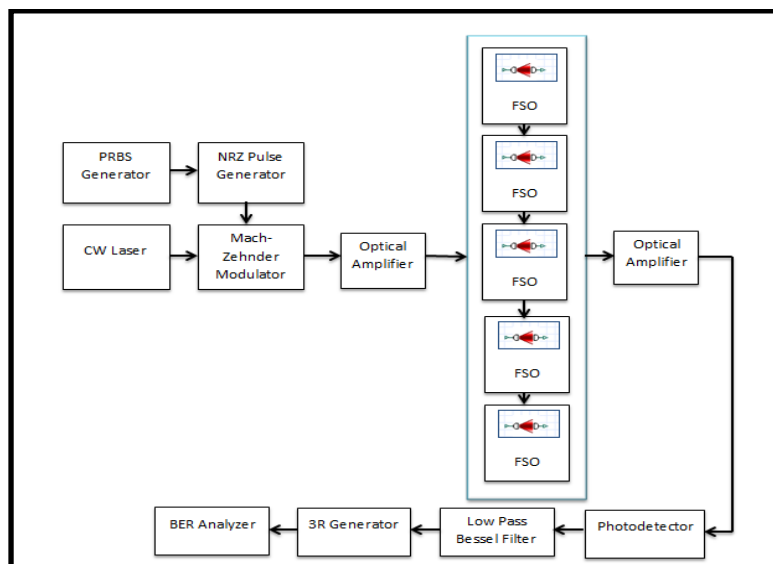 PRBS
Generator
NRZ Pulse
Generator
CW Laser
Mach-
Zehnder
Modulator
Optical
Amplifier
FSO
FSO
FSO
FSO
FSO
Optical
Amplifier
Photodetector
Low Pass
Bessel Filter
3R Generator
BER Analyzer